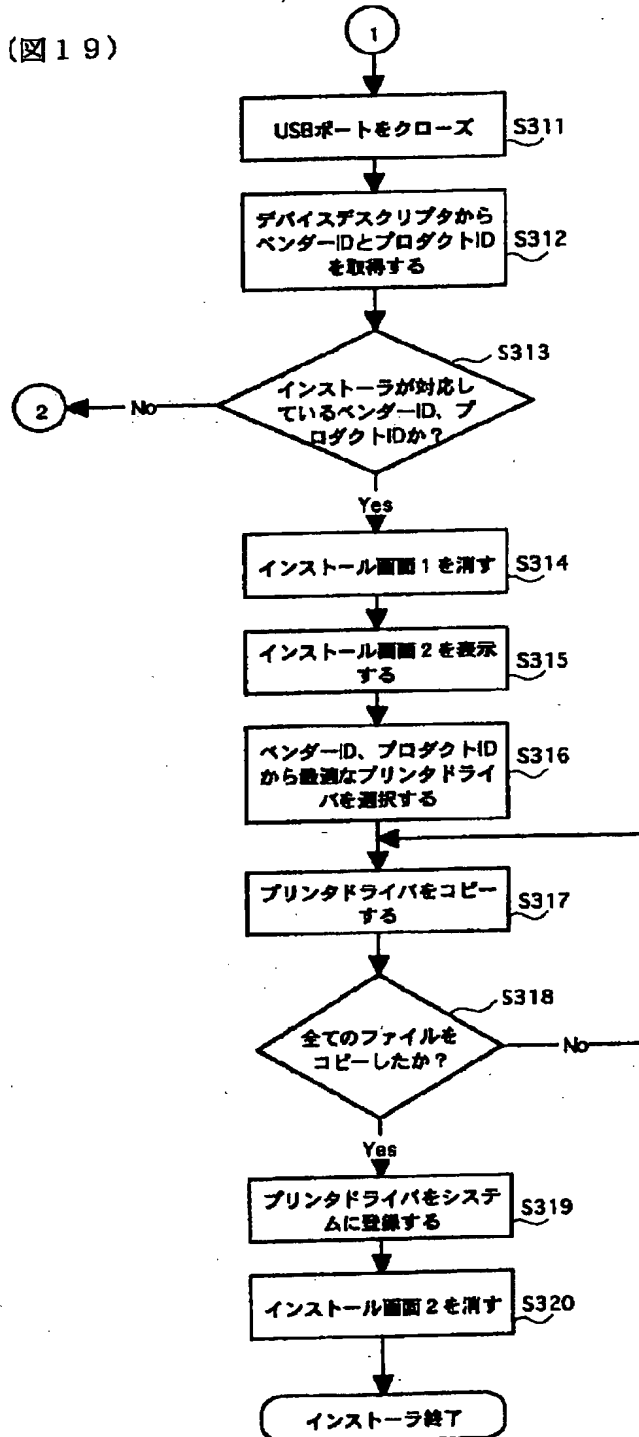 (図19)
1
USBポートをクローズ
S311
デバイスデスクリプタから
ベンダーIDとプロダクトID
を取得する
S312
S313
インストーラが対応し
ているベンダーID、プ
ロダクトIDか?
No
2
Yes
インストール画面1を消す
S314
インストール画面2を表示
する
S315
ベンダーID、プロダクトID
から最適なプリンタドライ
バを選択する
S316
プリンタドライバをコピー
する
S317
S318
全てのファイルを
コピーしたか?
No
Yes
プリンタドライバをシステ
ムに登録する
S319
インストール画面2を消す
S320
インストーラ終了